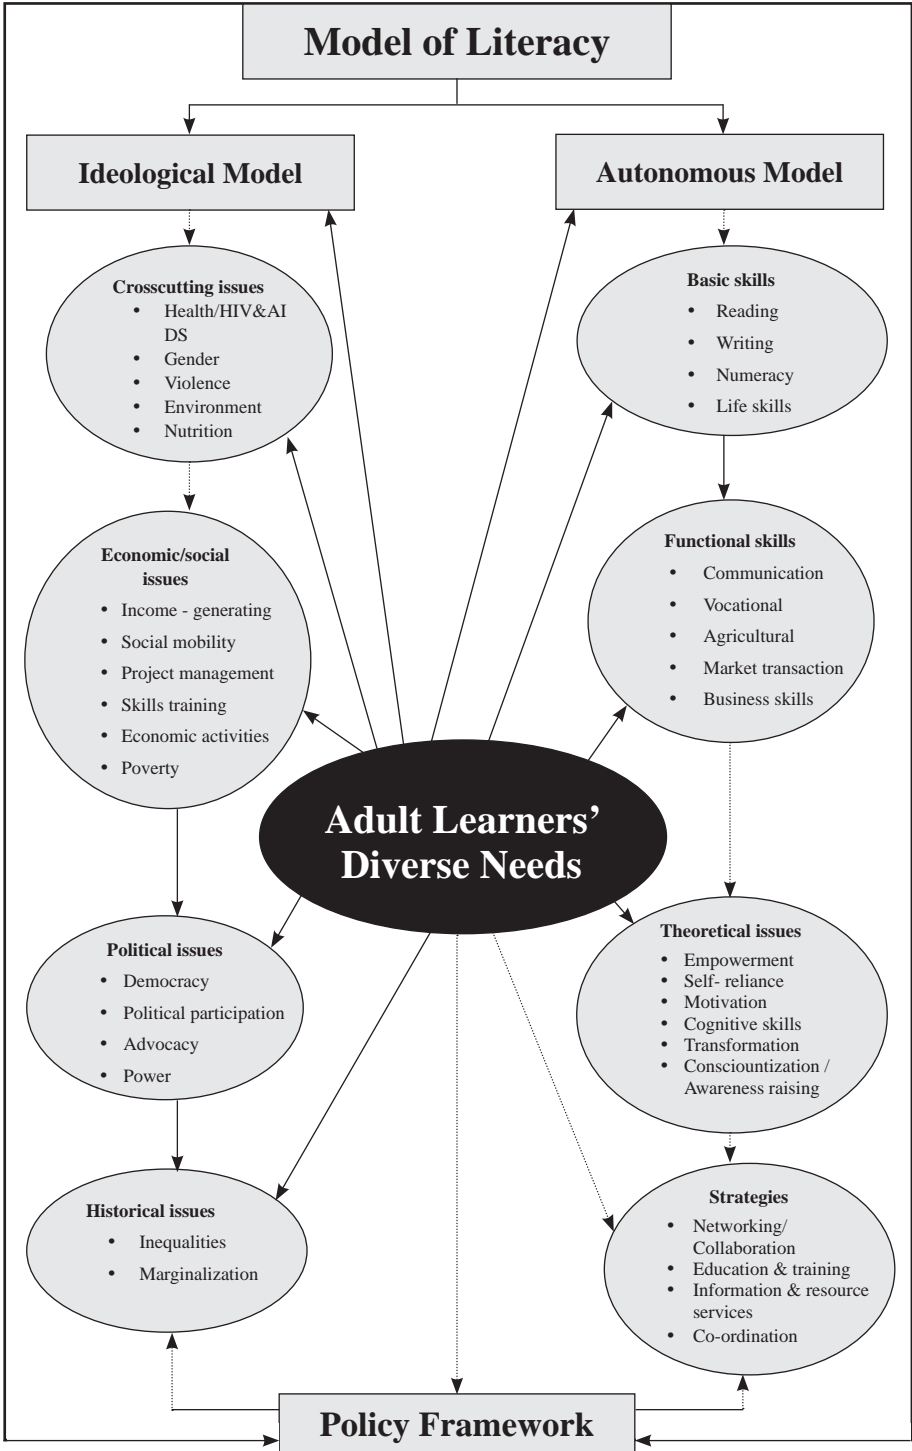 Model of Literacy
Ideological Model
Autonomous Model
Crosscutting issues
• Health/HIV&AI
DS
• Gender
• Violence
• Environment
• Nutrition
Basic skills
• Reading
• Writing
• Numeracy
• Life skills
Economic/social
issues
• Income - generating
• Social mobility
• Project management
• Skills training
• Economic activities
• Poverty
Functional skills
• Communication
• Vocational
• Agricultural
• Market transaction
• Business skills
Adult Learners’
Diverse Needs
Political issues
• Democracy
• Political participation
• Advocacy
• Power
Theoretical issues
• Empowerment
• Self- reliance
• Motivation
• Cognitive skills
• Transformation
• Consciountization /
Awareness raising
Historical issues
• Inequalities
• Marginalization
Strategies
• Networking/
Collaboration
• Education & training
• Information & resource
services
• Co-ordination
Policy Framework